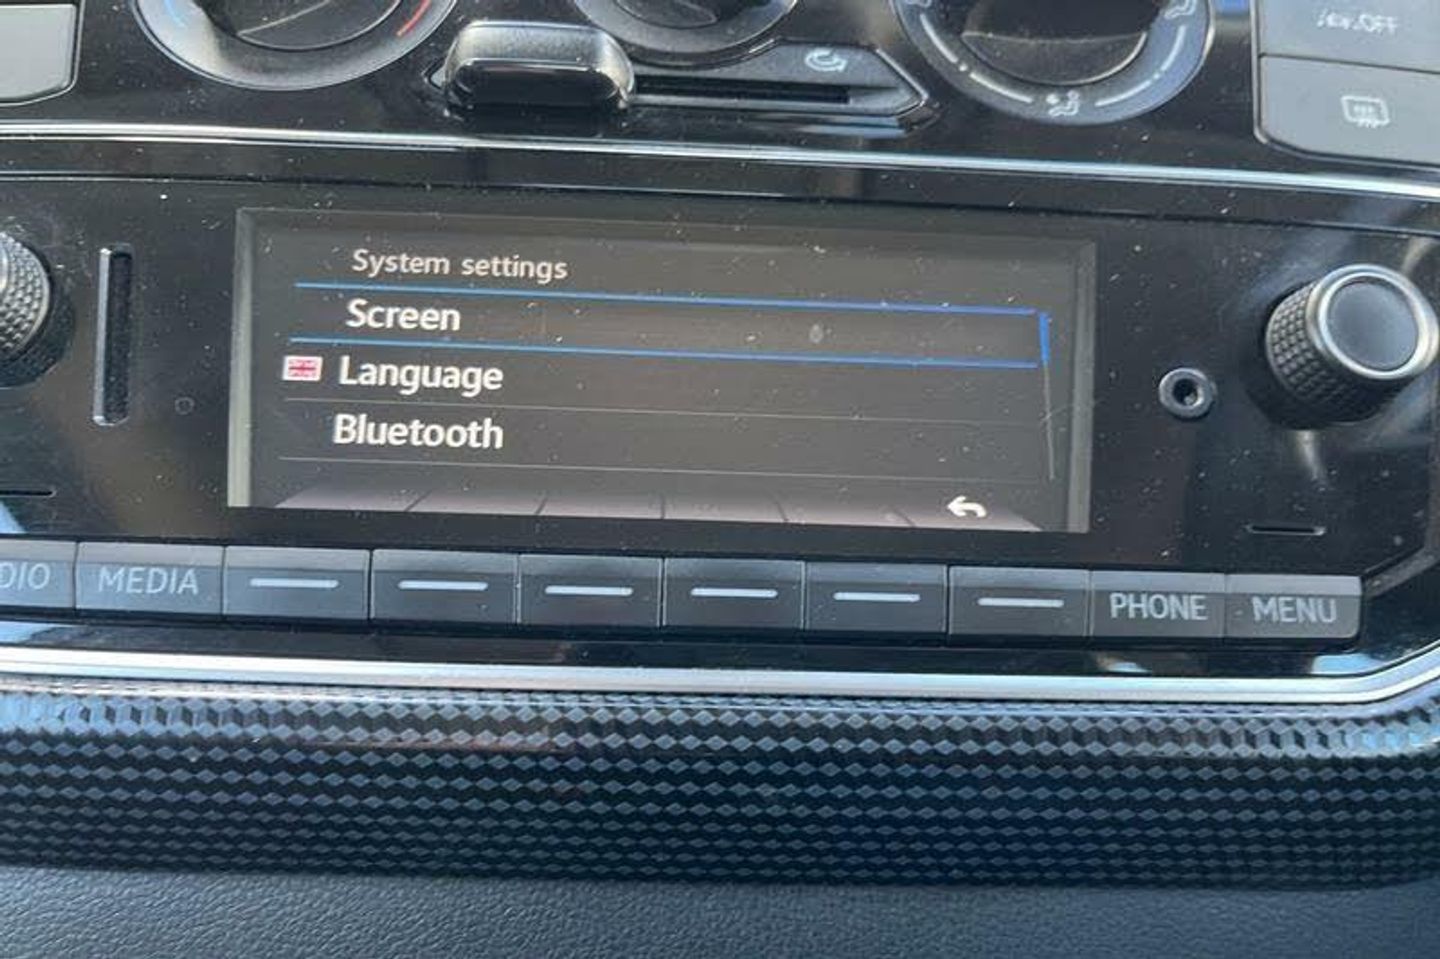 System settings
Screen
Language
Bluetooth
MEDIA
PHONE
MENU